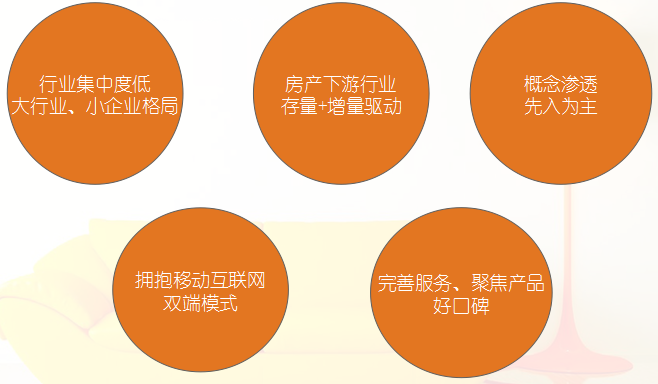 行业集中度低
大行业、小企业格局
房产下游行业
存量+增量驱动
概念渗透
先入为主
拥抱移动互联网
双端模式
完善服务、聚焦产品
好口碑